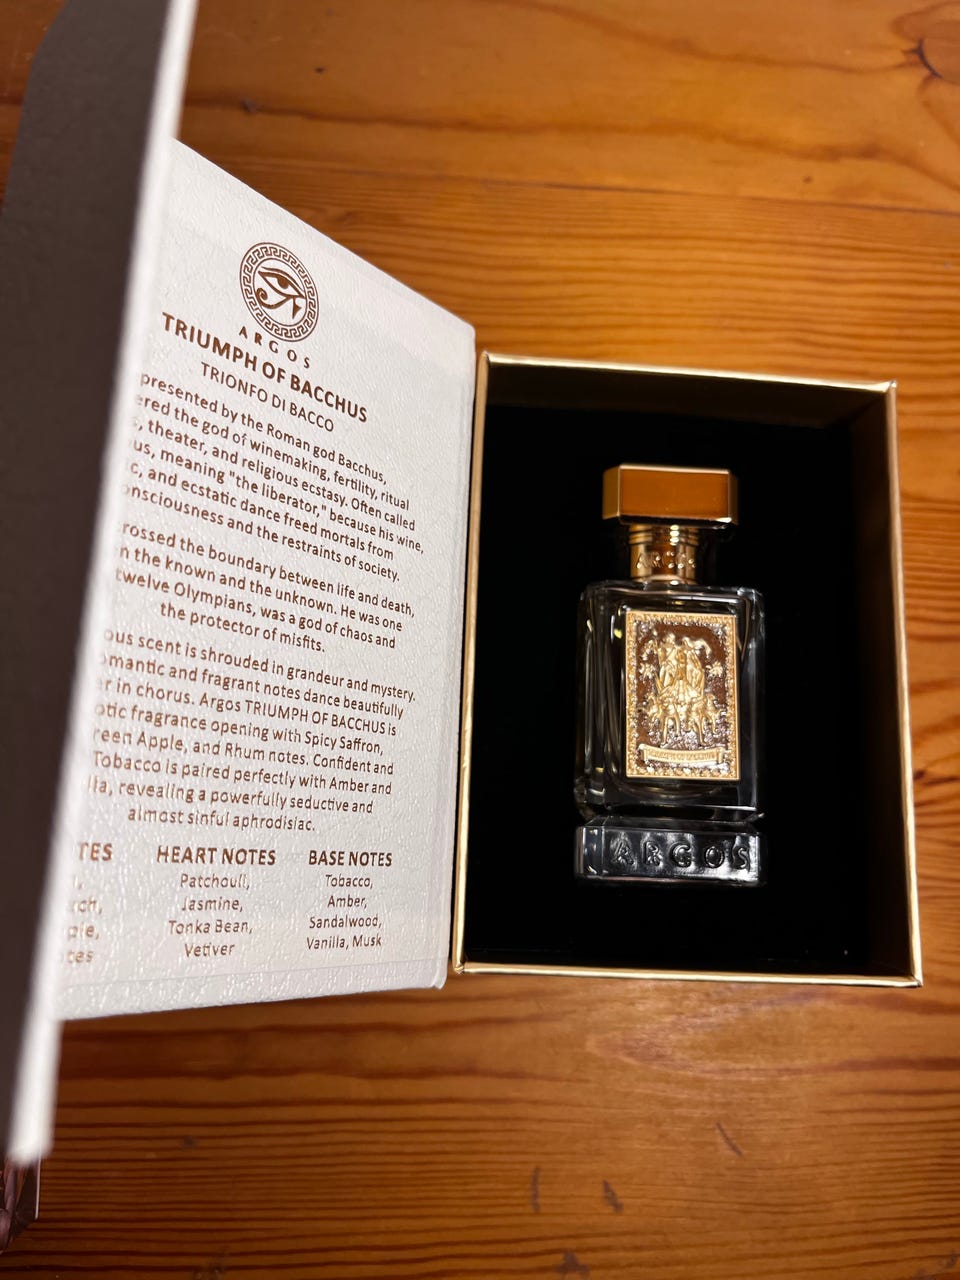 ARGOS
TRIUMPH OF BACCHUS
TRIONFO DI BACCO
presented by the Roman god Bacchus,
ered the god of winemaking, fertility, ritual
, theater, and religious ecstasy. Often called
us, meaning "the liberator," because his wine,
c, and ecstatic dance freed mortals from
nsciousness and the restraints of society.
rossed the boundary between life and death,
n the known and the unknown. He was one
twelve Olympians, was a god of chaos and
the protector of misfits.
ous scent is shrouded in grandeur and mystery.
omantic and fragrant notes dance beautifully
r in chorus. Argos TRIUMPH OF BACCHUS is
otic fragrance opening with Spicy Saffron,
reen Apple, and Rhum notes. Confident and
Tobacco is paired perfectly with Amber and
lla, revealing a powerfully seductive and
almost sinful aphrodisiac.
TES HEART NOTES BASE NOTES
Patchouli, Tobacco,
Jasmine, Amber,
Tonka Bean, Sandalwood,
Vetiver Vanilla, Musk
ARGOS
ARGOS